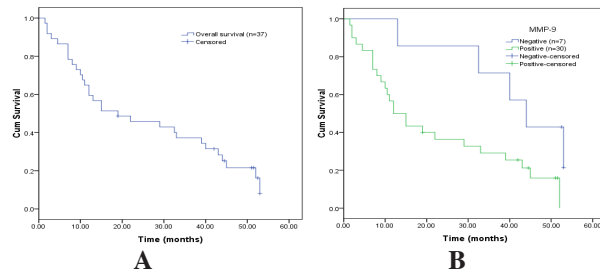 Overall survival (n=37)
Censored
1.0
0.8
0.6
0.4
0.2
0.0
Cum Survival
0.00 10.00 20.00 30.00 40.00 50.00 60.00
Time (months)
A
MMP-9
Negative (n=7)
Positive (n=30)
Negative-censored
Positive-censored
1.0
0.8
0.6
0.4
0.2
0.0
Cum Survival
0.00 10.00 20.00 30.00 40.00 50.00 60.00
Time (months)
B